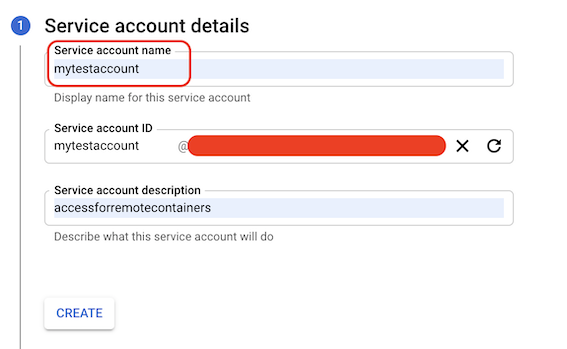 1 Service account details
Service account name
mytestaccount
Display name for this service account
Service account ID
mytestaccount @
Service account description
accessforremotecontainers
Describe what this service account will do
CREATE